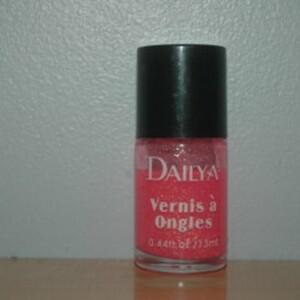 DAILYA
Vernis à
Ongles
0.44fl.oz /13ml